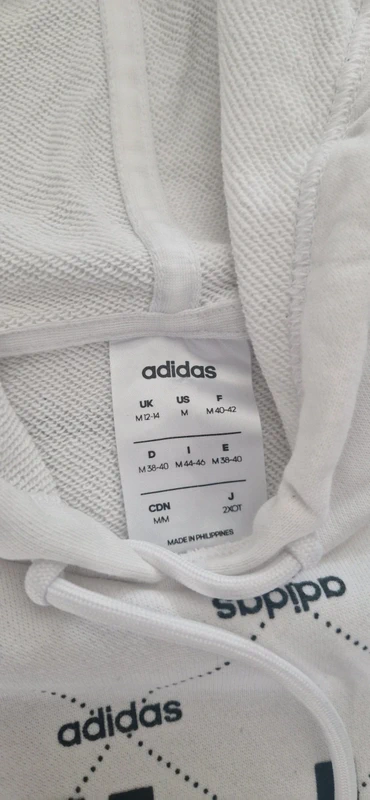 adidas
UK US F
M 12-14 M M 40-42
D I E
M 38-40 M 44-46 M 38-40
CDN J
M/M 2XOT
MADE IN PHILIPPINES
adidas
adidas